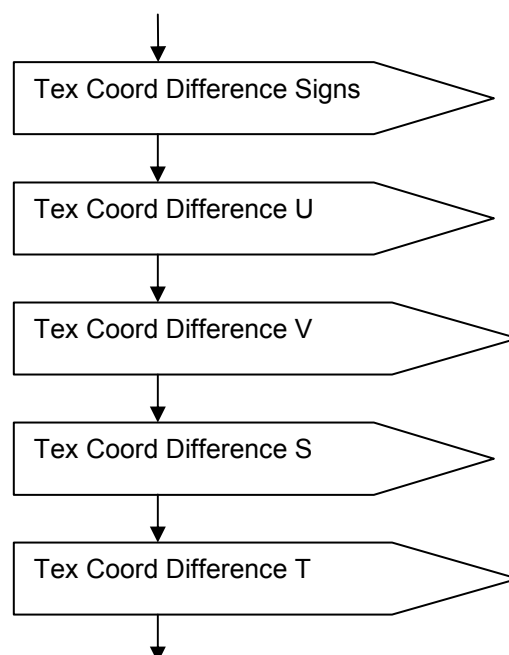 Tex Coord Difference Signs
Tex Coord Difference U
Tex Coord Difference V
Tex Coord Difference S
Tex Coord Difference T